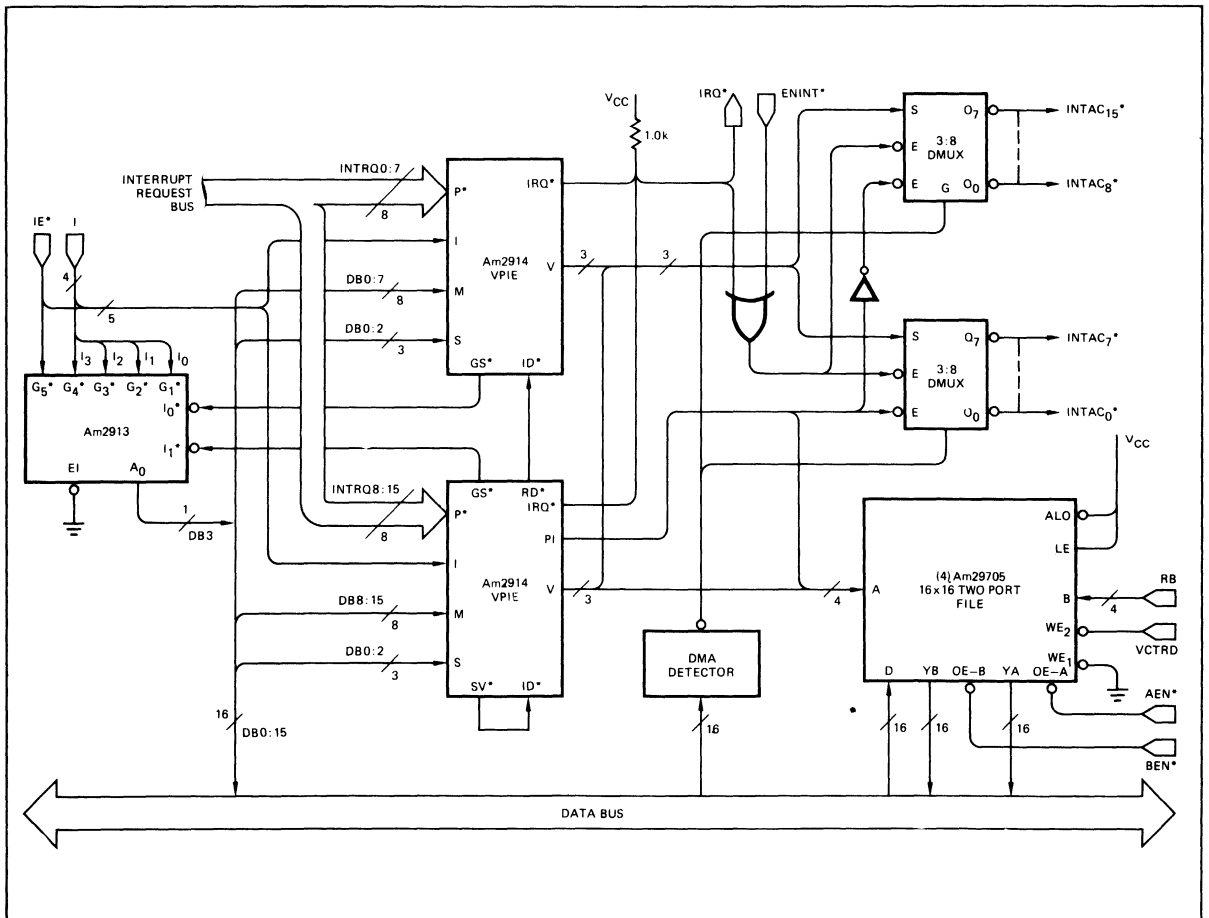 VCC
1.0k
IRQ*
ENINT*
INTERRUPT
REQUEST
BUS
INTRQ0:7
8
P*
IRQ*
I
Am2914
VPIE
V
3
3
M
DB0:7
8
S
DB0:2
3
GS*
ID*
IE*
I
4
5
I3
I2
I1
I0
G5*
G4*
G3*
G2*
G1*
I0*
I1*
Am2913
EI
A0
1
DB3
S
O7
INTAC15*
3:8
DMUX
E
E
G
O0
INTAC8*
S
O7
INTAC7*
3:8
DMUX
E
E
O0
INTAC0*
VCC
INTRQ8:15
8
P*
GS*
RD*
IRQ*
PI
I
Am2914
VPIE
V
3
M
DB8:15
8
S
DB0:2
3
SV*
ID*
16
DB0:15
DMA
DETECTOR
16
4
A
(4) Am29705
16 x 16 TWO PORT
FILE
ALO
LE
B
4
RB
WE2
VCTRD
WE1
D
YB
OE-B
YA
OE-A
16
16
16
AEN*
BEN*
DATA BUS